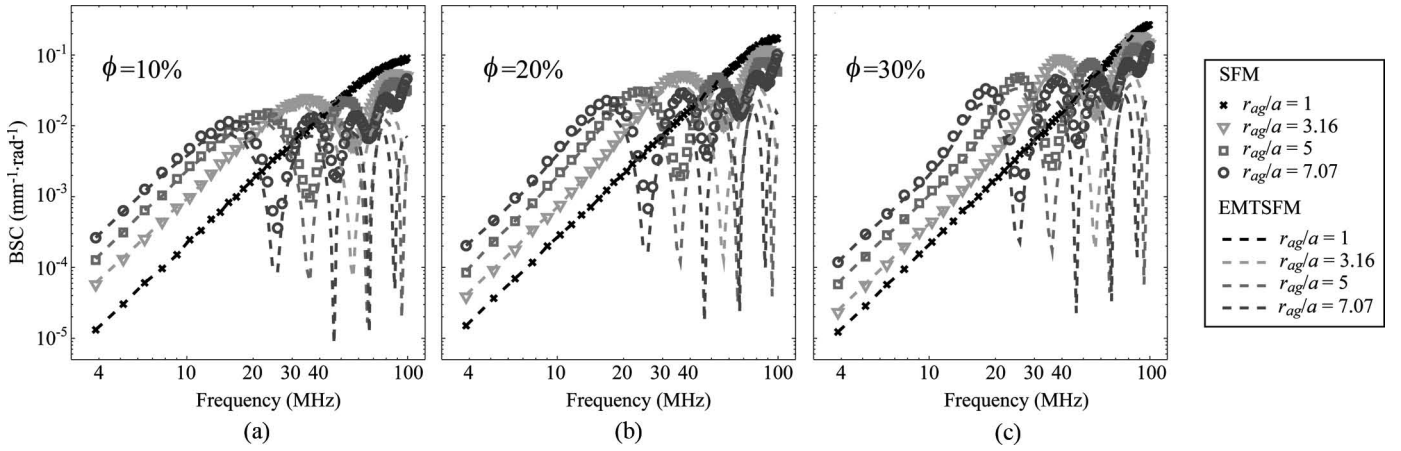 BSC (mm⁻¹·rad⁻¹)
10⁻¹
10⁻²
10⁻³
10⁻⁴
10⁻⁵
ϕ=10%
4 10 20 30 40 100
Frequency (MHz)
(a)
ϕ=20%
4 10 20 30 40 100
Frequency (MHz)
(b)
ϕ=30%
4 10 20 30 40 100
Frequency (MHz)
(c)
SFM
r_ag/a = 1
r_ag/a = 3.16
r_ag/a = 5
r_ag/a = 7.07
EMTSFM
r_ag/a = 1
r_ag/a = 3.16
r_ag/a = 5
r_ag/a = 7.07